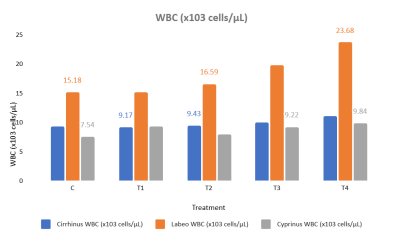 WBC (x103 cells/µL)
25
20
15
10
5
0
WBC (x103 cells/µL)
15.18
7.54
9.17
9.43
16.59
9.22
23.68
9.84
C
T1
T2
T3
T4
Treatment
Cirrhinus WBC (x103 cells/µL)
Labeo WBC (x103 cells/µL)
Cyprinus WBC (x103 cells/µL)